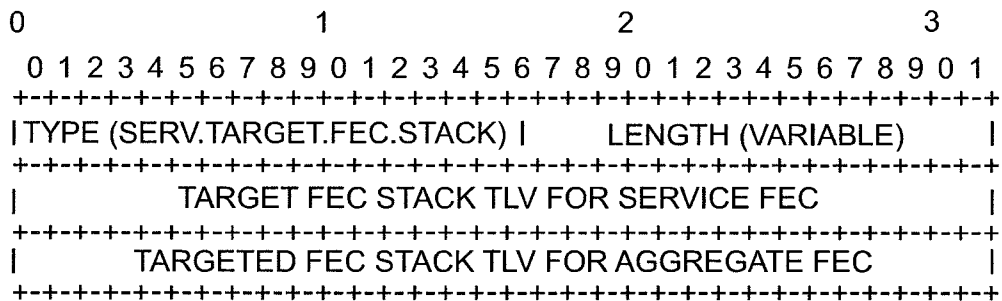 0 1 2 3
0 1 2 3 4 5 6 7 8 9 0 1 2 3 4 5 6 7 8 9 0 1 2 3 4 5 6 7 8 9 0 1
+-+-+-+-+-+-+-+-+-+-+-+-+-+-+-+-+-+-+-+-+-+-+-+-+-+-+-+-+-+-+-+-+
| TYPE (SERV.TARGET.FEC.STACK) | LENGTH (VARIABLE) |
+-+-+-+-+-+-+-+-+-+-+-+-+-+-+-+-+-+-+-+-+-+-+-+-+-+-+-+-+-+-+-+-+
| TARGET FEC STACK TLV FOR SERVICE FEC |
+-+-+-+-+-+-+-+-+-+-+-+-+-+-+-+-+-+-+-+-+-+-+-+-+-+-+-+-+-+-+-+-+
| TARGETED FEC STACK TLV FOR AGGREGATE FEC |
+-+-+-+-+-+-+-+-+-+-+-+-+-+-+-+-+-+-+-+-+-+-+-+-+-+-+-+-+-+-+-+-+